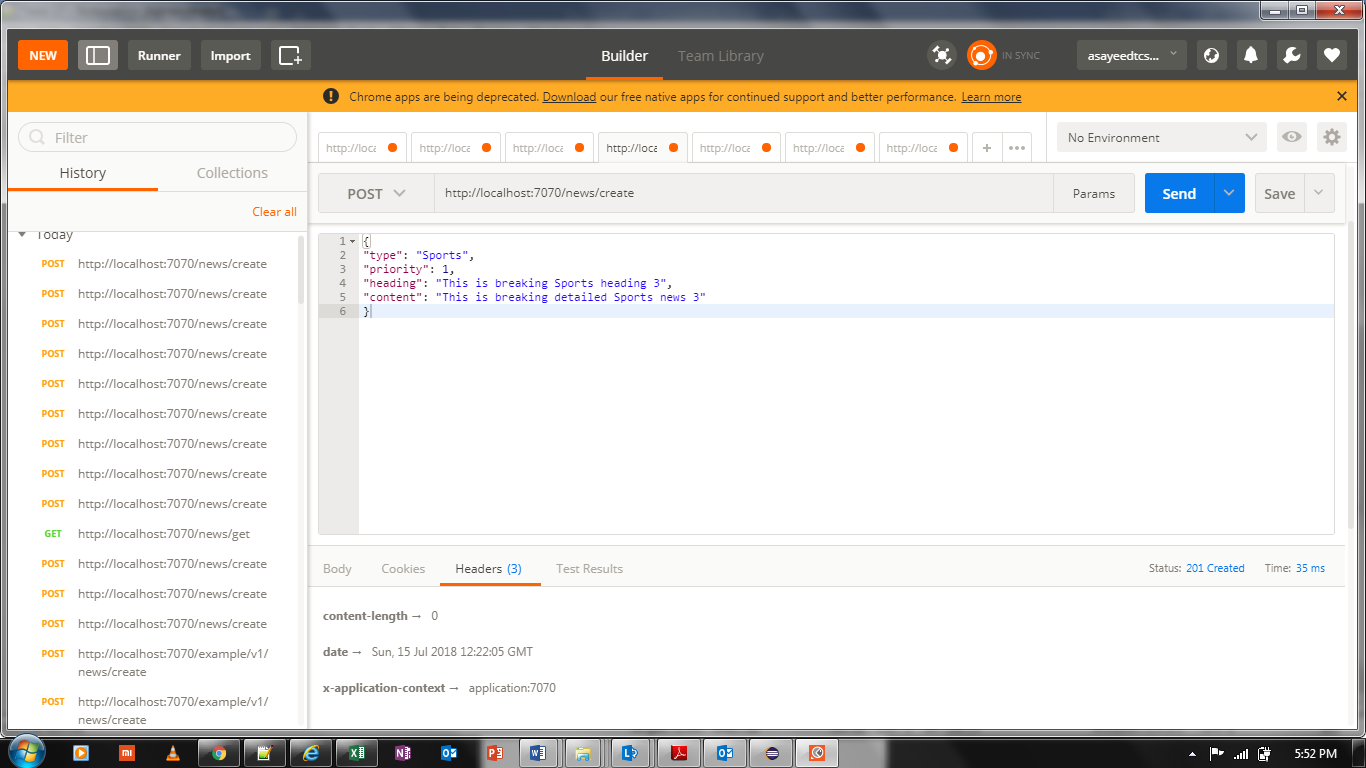 NEW
Runner
Import
Builder
Team Library
IN SYNC
asayeedtcs...
Chrome apps are being deprecated. Download our free native apps for continued support and better performance. Learn more
Filter
History
Collections
Clear all
Today
POST http://localhost:7070/news/create
POST http://localhost:7070/news/create
POST http://localhost:7070/news/create
POST http://localhost:7070/news/create
POST http://localhost:7070/news/create
POST http://localhost:7070/news/create
POST http://localhost:7070/news/create
POST http://localhost:7070/news/create
POST http://localhost:7070/news/create
GET http://localhost:7070/news/get
POST http://localhost:7070/news/create
POST http://localhost:7070/news/create
POST http://localhost:7070/news/create
POST http://localhost:7070/example/v1/
news/create
POST http://localhost:7070/example/v1/
news/create
http://loca http://loca http://loca http://loca http://loca http://loca http://loca + •••
No Environment
POST http://localhost:7070/news/create Params Send Save
1 {
2 "type": "Sports",
3 "priority": 1,
4 "heading": "This is breaking Sports heading 3",
5 "content": "This is breaking detailed Sports news 3"
6 }
Body Cookies Headers (3) Test Results Status: 201 Created Time: 35 ms
content-length → 0
date → Sun, 15 Jul 2018 12:22:05 GMT
x-application-context → application:7070
5:52 PM